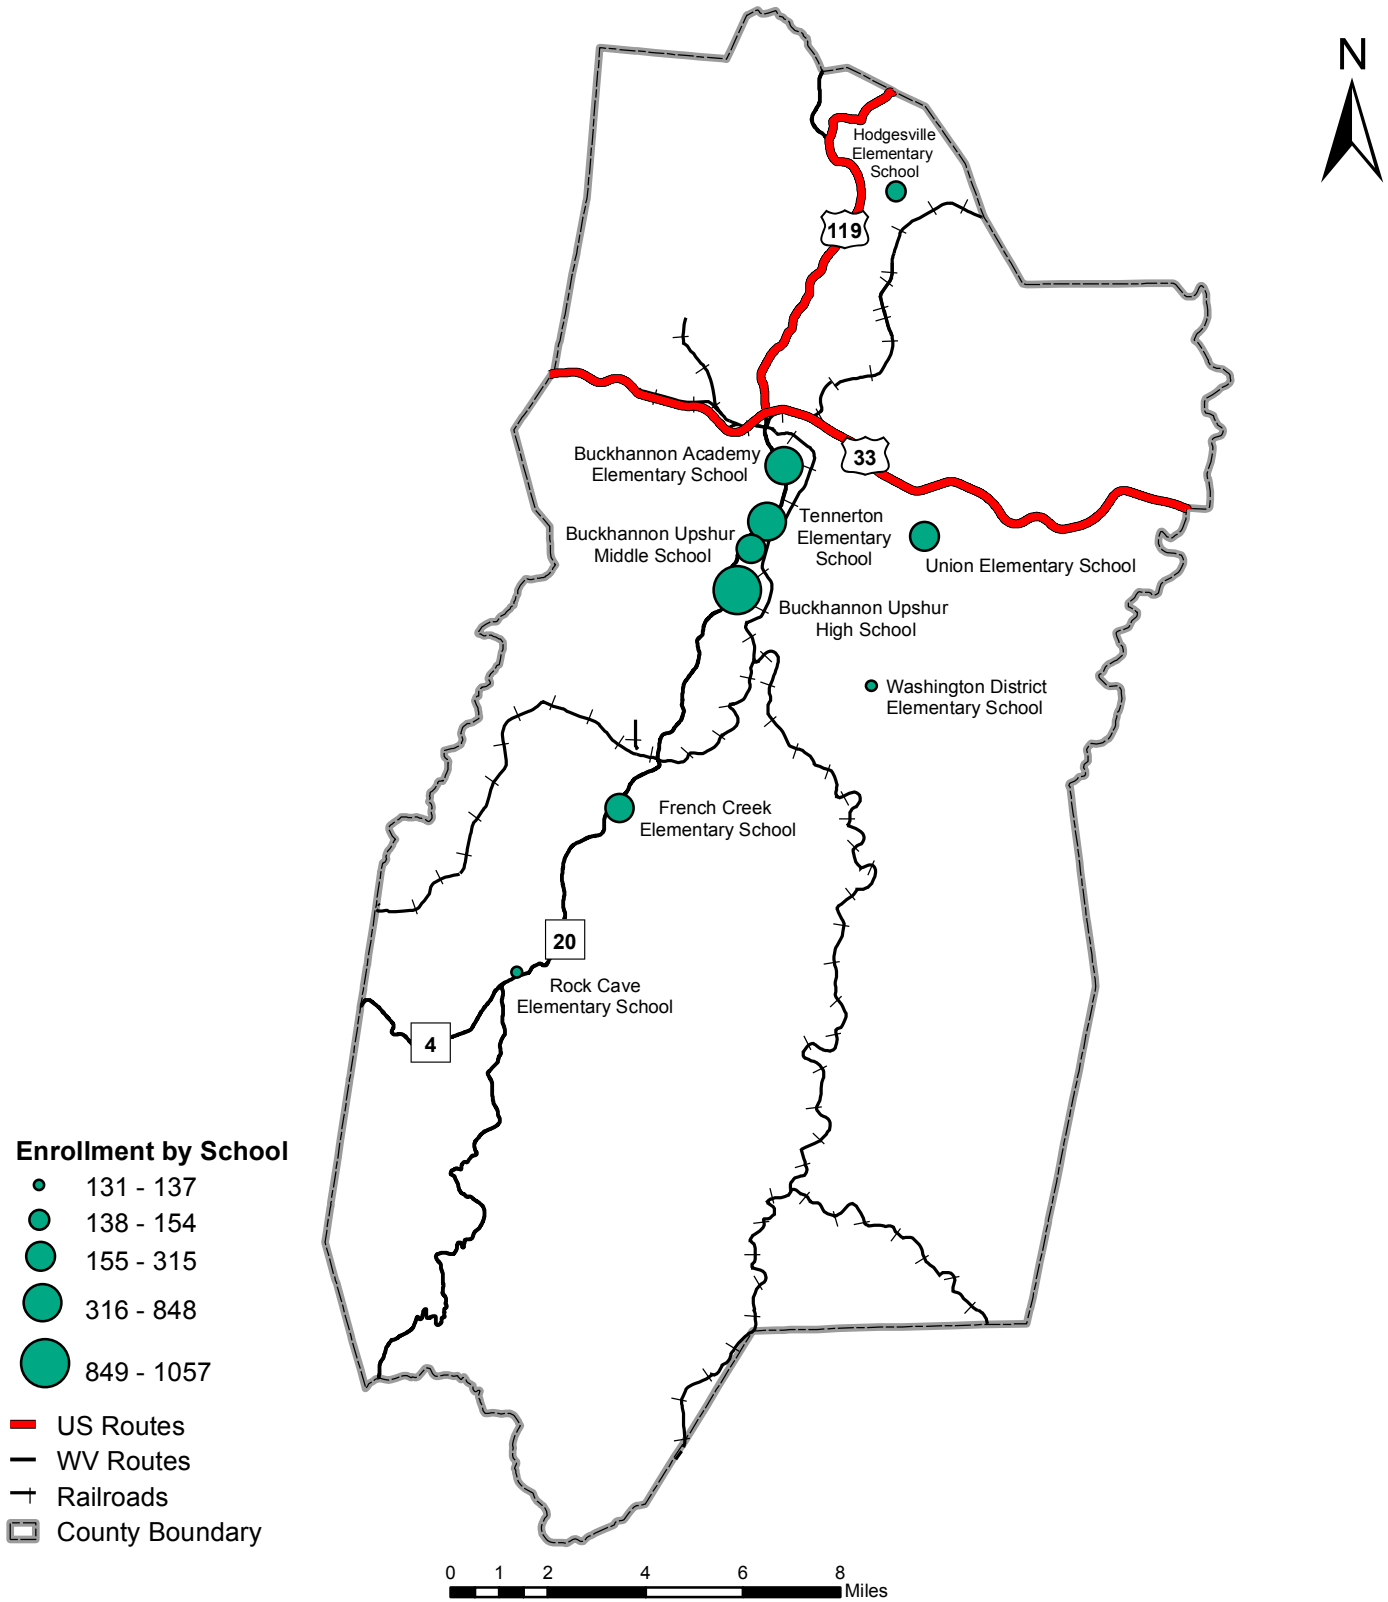 N
Hodgesville
Elementary
School
119
Buckhannon Academy
Elementary School
33
Tennerton
Elementary
School
Buckhannon Upshur
Middle School
Union Elementary School
Buckhannon Upshur
High School
Washington District
Elementary School
French Creek
Elementary School
20
Rock Cave
Elementary School
4
Enrollment by School
131 - 137
138 - 154
155 - 315
316 - 848
849 - 1057
US Routes
WV Routes
Railroads
County Boundary
0 1 2 4 6 8
Miles